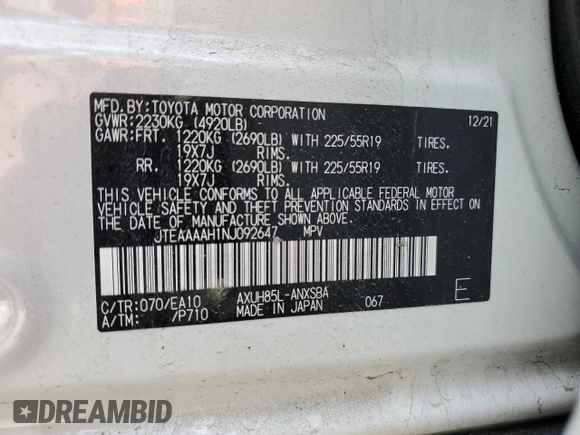 MFD. BY: TOYOTA MOTOR CORPORATION 12/21
GVWR: 2230KG (4920LB)
GAWR: FRT. 1220KG (2690LB) WITH 225/55R19 TIRES.
19X7J RIMS.
RR. 1220KG (2690LB) WITH 225/55R19 TIRES.
19X7J RIMS.
THIS VEHICLE CONFORMS TO ALL APPLICABLE FEDERAL MOTOR
VEHICLE SAFETY AND THEFT PREVENTION STANDARDS IN EFFECT ON
THE DATE OF MANUFACTURE SHOWN ABOVE.
JTEAAAAH1NJ092647 MPV
C/TR: 070/EA10 AXUH85L-ANXSBA 067 E
A/TM: /P710 MADE IN JAPAN
DREAMBID